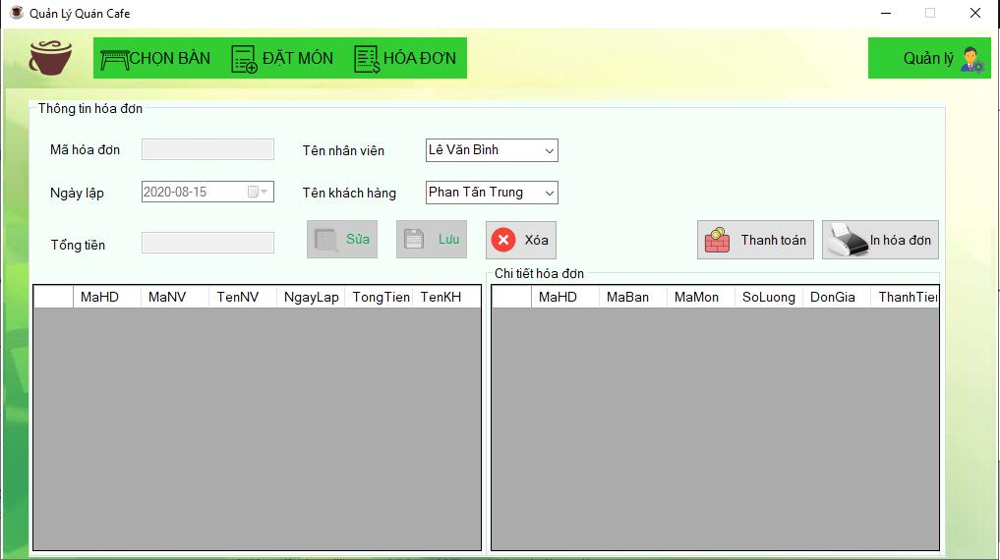 Quản Lý Quán Cafe
CHỌN BÀN ĐẶT MÓN HÓA ĐƠN Quản lý
Thông tin hóa đơn
Mã hóa đơn Tên nhân viên Lê Văn Bình
Ngày lập 2020-08-15 Tên khách hàng Phan Tấn Trung
Tổng tiền Sửa Lưu Xóa Thanh toán In hóa đơn
Chi tiết hóa đơn
MaHD MaNV TenNV NgayLap TongTien TenKH MaHD MaBan MaMon SoLuong DonGia ThanhTien